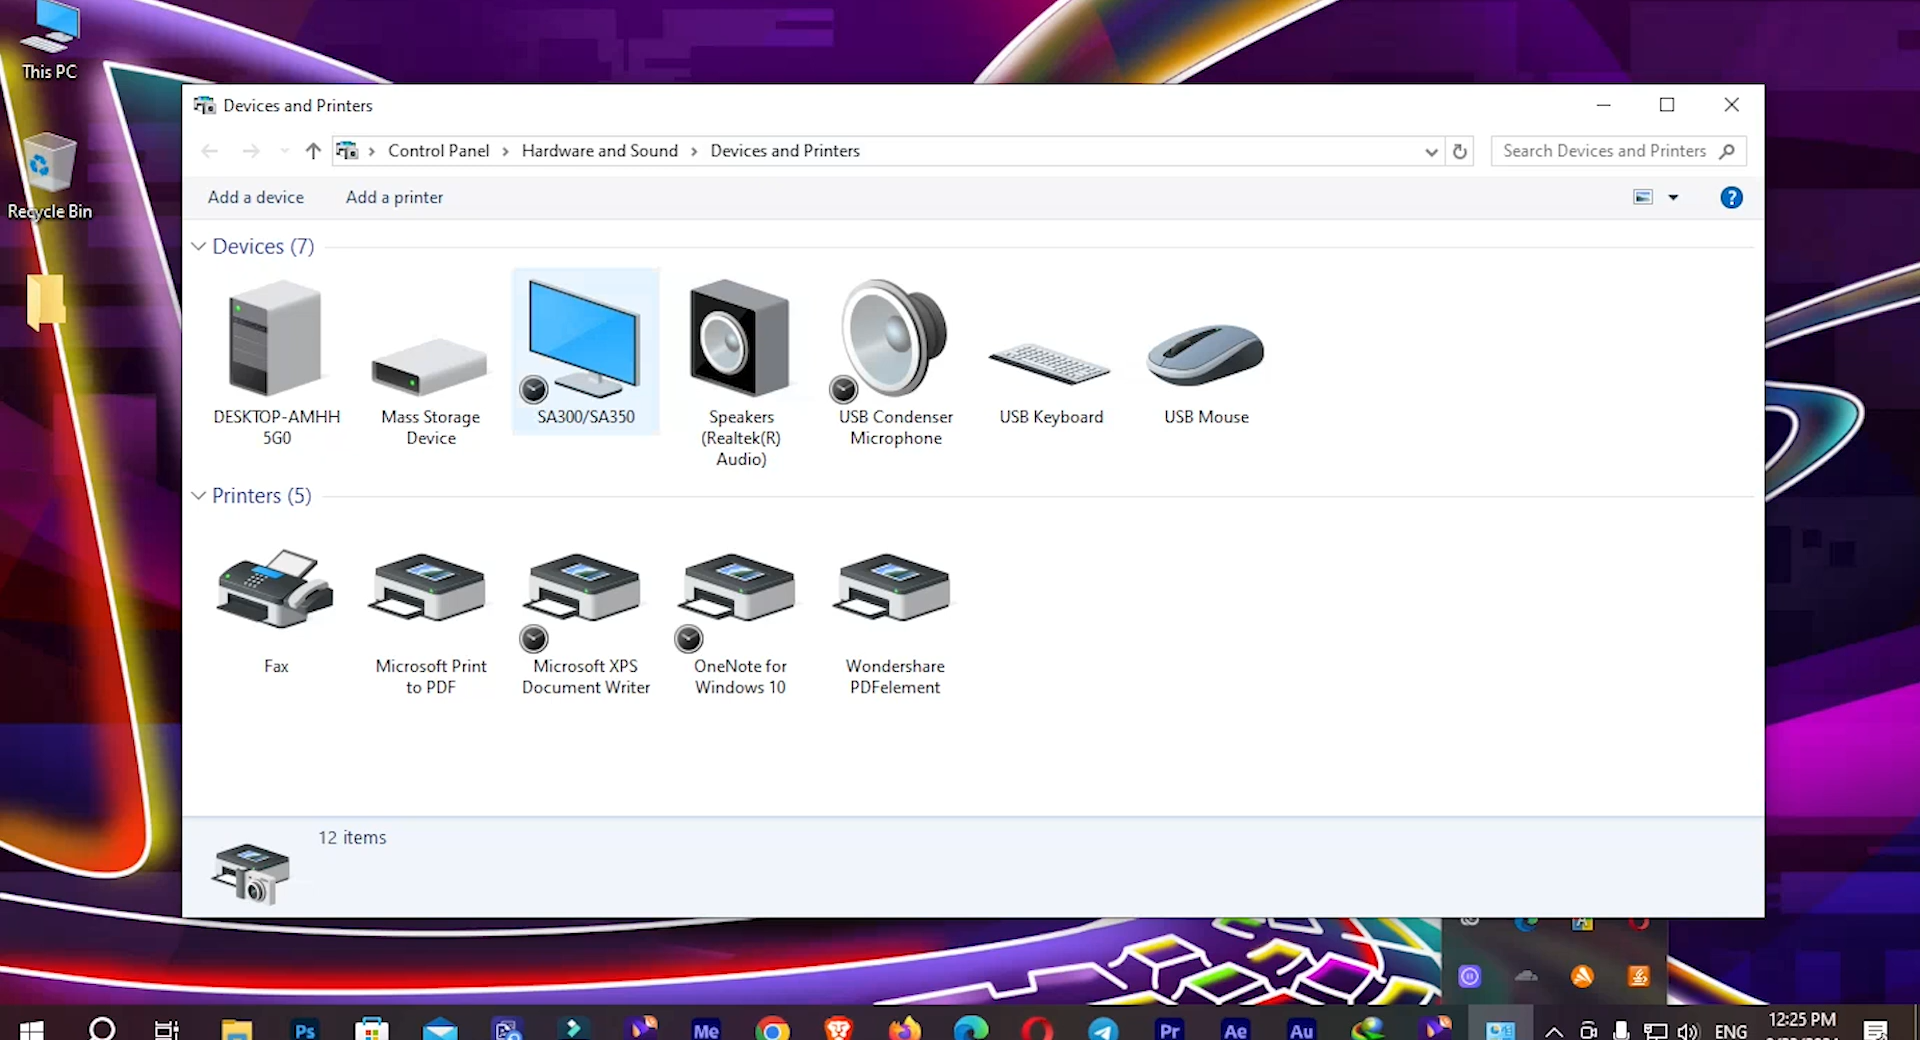 This PC
Recycle Bin
Devices and Printers
Control Panel
Hardware and Sound
Devices and Printers
Search Devices and Printers
Add a device
Add a printer
?
Devices (7)
DESKTOP-AMHH
5G0
Mass Storage
Device
SA300/SA350
Speakers
(Realtek(R)
Audio)
USB Condenser
Microphone
USB Keyboard
USB Mouse
Printers (5)
Fax
Microsoft Print
to PDF
Microsoft XPS
Document Writer
OneNote for
Windows 10
Wondershare
PDFelement
12 items
Ps
Me
Pr
Ae
Au
ENG
12:25 PM